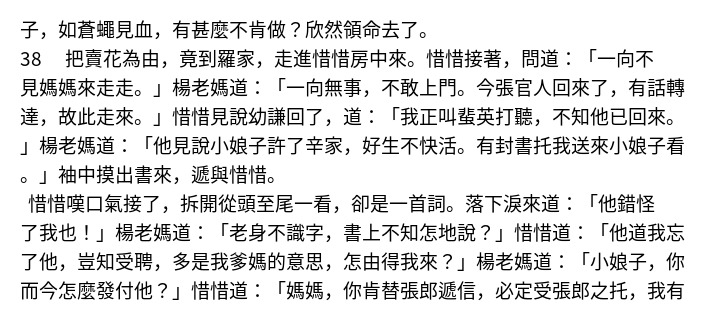 子，如蒼蠅見血，有甚麼不肯做？欣然領命去了。
38　把賣花為由，竟到羅家，走進惜惜房中來。惜惜接著，問道：「一向不
見媽媽來走走。」楊老媽道：「一向無事，不敢上門。今張官人回來了，有話轉
達，故此走來。」惜惜見說幼謙回了，道：「我正叫蜚英打聽，不知他已回來。
」楊老媽道：「他見說小娘子許了辛家，好生不快活。有封書托我送來小娘子看
。」袖中摸出書來，遞與惜惜。
惜惜嘆口氣接了，拆開從頭至尾一看，卻是一首詞。落下淚來道：「他錯怪
了我也！」楊老媽道：「老身不識字，書上不知怎地說？」惜惜道：「他道我忘
了他，豈知受聘，多是我爹媽的意思，怎由得我來？」楊老媽道：「小娘子，你
而今怎麼發付他？」惜惜道：「媽媽，你肯替張郎遞信，必定受張郎之托，我有